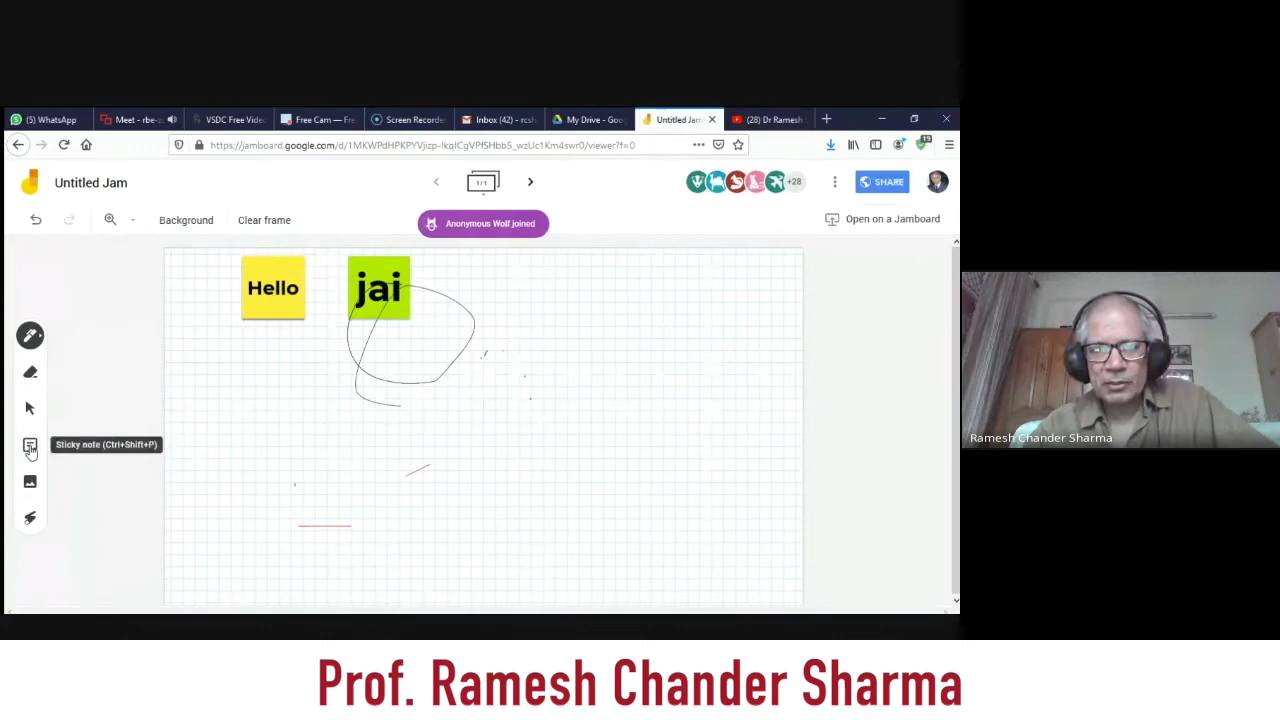 (5) WhatsApp
Meet - rbe-z
VSDC Free Vide
Free Cam — Fre
Screen Recorder
Inbox (42) - rcsh
My Drive - Goo
Untitled Jam
(28) Dr Ramesh
https://jamboard.google.com/d/1MKWPdHPKPYVjizp-IkqICgVPfSHbb5_wzUc1Km4swr0/viewer?f=0
13
Untitled Jam
1/1
+28
SHARE
Background
Clear frame
Anonymous Wolf joined
Open on a Jamboard
Hello
jai
Sticky note (Ctrl+Shift+P)
Ramesh Chander Sharma
Prof. Ramesh Chander Sharma